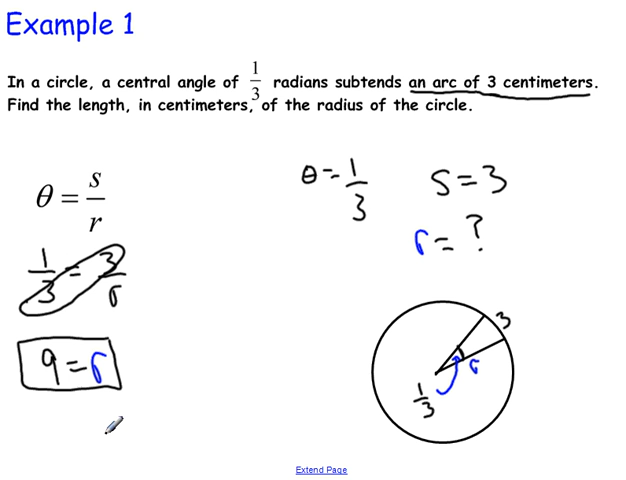 Example 1
In a circle, a central angle of 1/3 radians subtends an arc of 3 centimeters.
Find the length, in centimeters, of the radius of the circle.
θ = 1/3
s = 3
θ = s/r
r = ?
1/3 = 3/r
9 = r
3
r
1/3
Extend Page